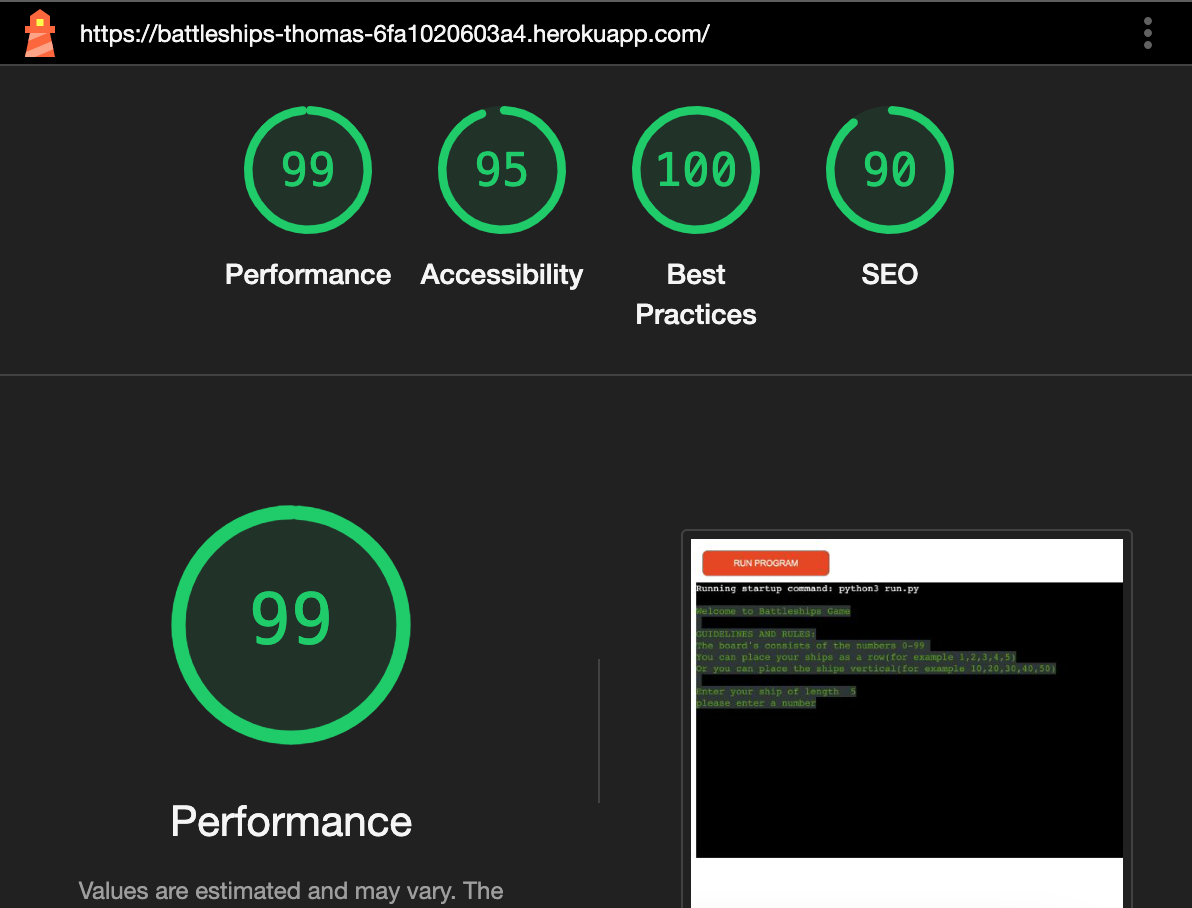 https://battleships-thomas-6fa1020603a4.herokuapp.com/
99
95
100
90
Performance
Accessibility
Best
Practices
SEO
99
Performance
Values are estimated and may vary. The
RUN PROGRAM
Running startup command: python3 run.py
Welcome to Battleships Game
GUIDELINES AND RULES:
The board's consists of the numbers 0-99
You can place your ships as a row(for example 1,2,3,4,5)
Or you can place the ships vertical(for example 10,20,30,40,50)
Enter your ship of length 5
please enter a number